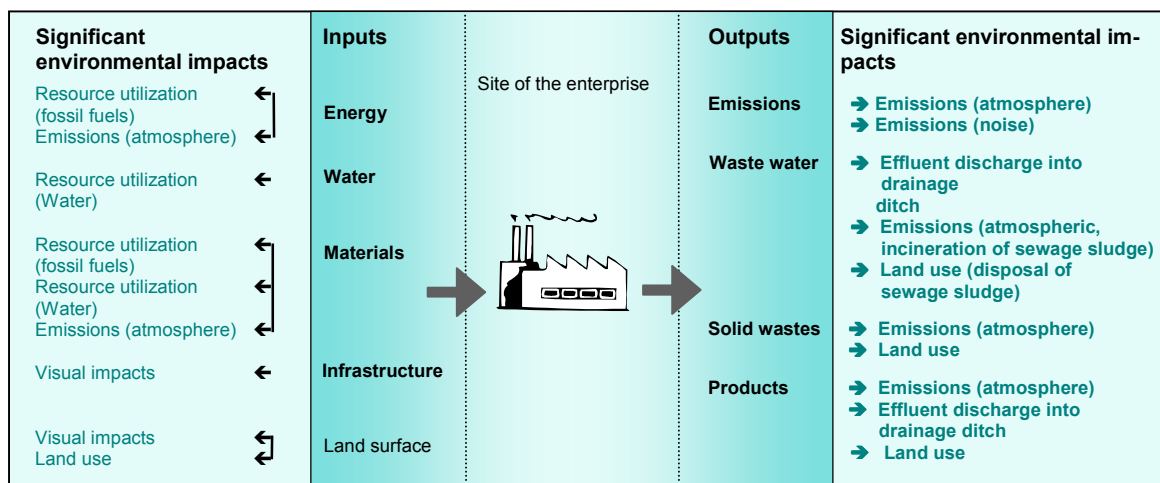 Significant
environmental impacts
Resource utilization
(fossil fuels)
Emissions (atmosphere)
Resource utilization
(Water)
Resource utilization
(fossil fuels)
Resource utilization
(Water)
Emissions (atmosphere)
Visual impacts
Visual impacts
Land use
Inputs
Energy
Water
Materials
Infrastructure
Land surface
Site of the enterprise
Outputs
Emissions
Waste water
Solid wastes
Products
Significant environmental im-
pacts
Emissions (atmosphere)
Emissions (noise)
Effluent discharge into
drainage
ditch
Emissions (atmospheric,
incineration of sewage sludge)
Land use (disposal of
sewage sludge)
Emissions (atmosphere)
Land use
Emissions (atmosphere)
Effluent discharge into
drainage ditch
Land use